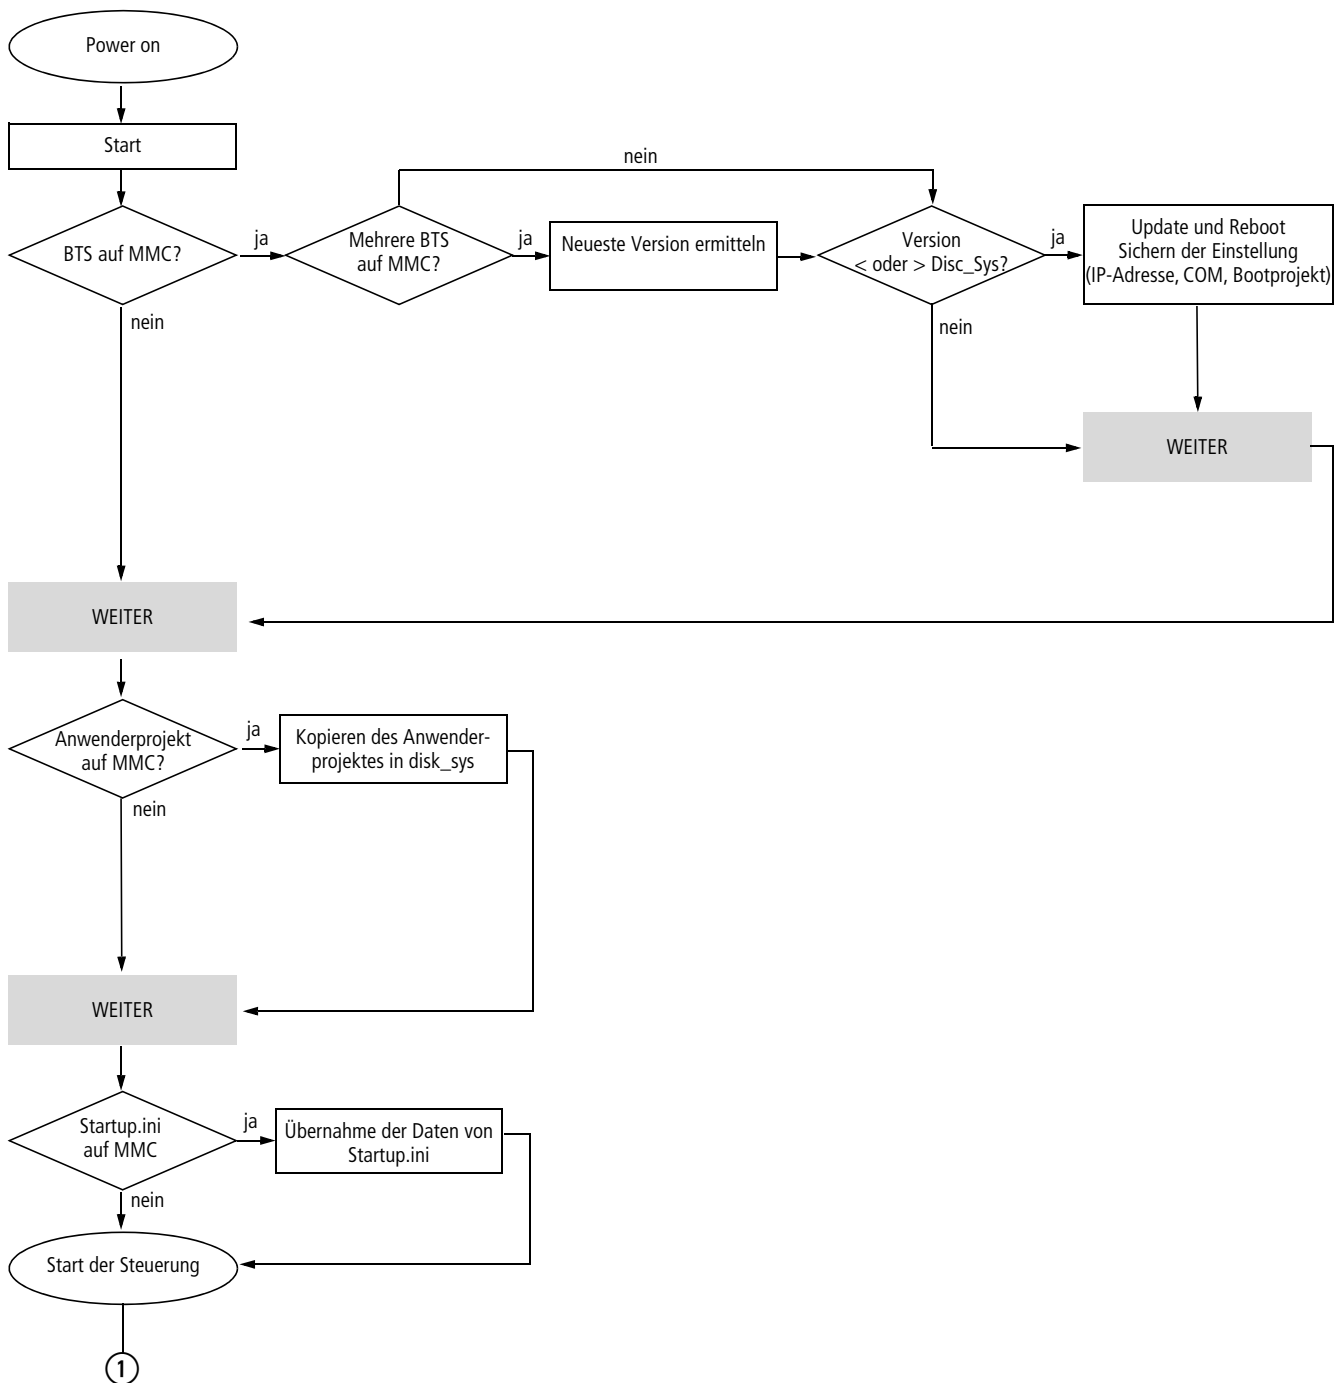 Power on
Start
nein
BTS auf MMC?
ja
Mehrere BTS
auf MMC?
ja
Neueste Version ermitteln
Version
< oder > Disc_Sys?
ja
Update und Reboot
Sichern der Einstellung
(IP-Adresse, COM, Bootprojekt)
nein
nein
WEITER
WEITER
Anwenderprojekt
auf MMC?
ja
Kopieren des Anwender-
projektes in disk_sys
nein
WEITER
Startup.ini
auf MMC
ja
Übernahme der Daten von
Startup.ini
nein
Start der Steuerung
1